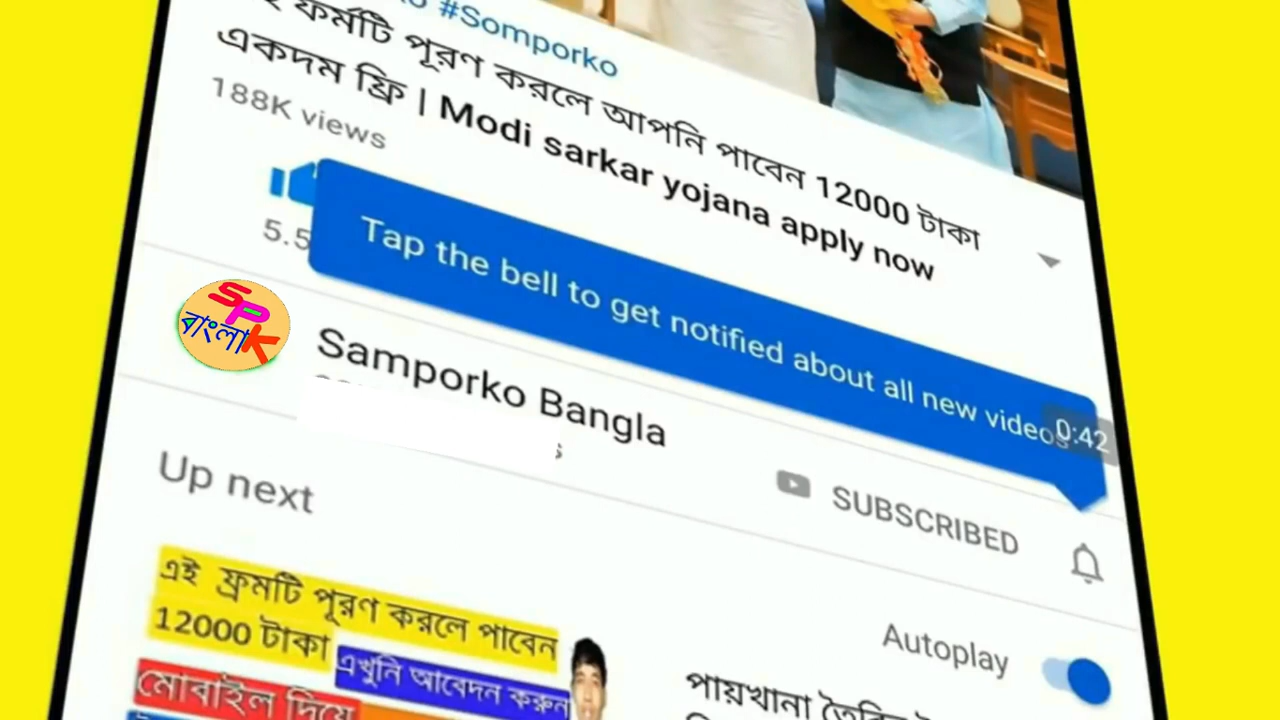 #Somporko
ফর্মটি পূরণ করলে আপনি পাবেন 12000 টাকা
একদম ফ্রি | Modi sarkar yojana apply now
188K views
5.5
Tap the bell to get notified about all new videos
0:42
SPK
বাংলা
Samporko Bangla
SUBSCRIBED
Up next
Autoplay
এই ফ্রমটি পূরণ করলে পাবেন
12000 টাকা
এখুনি আবেদন করুন
মোবাইল দিয়ে
পায়খানা তৈরির